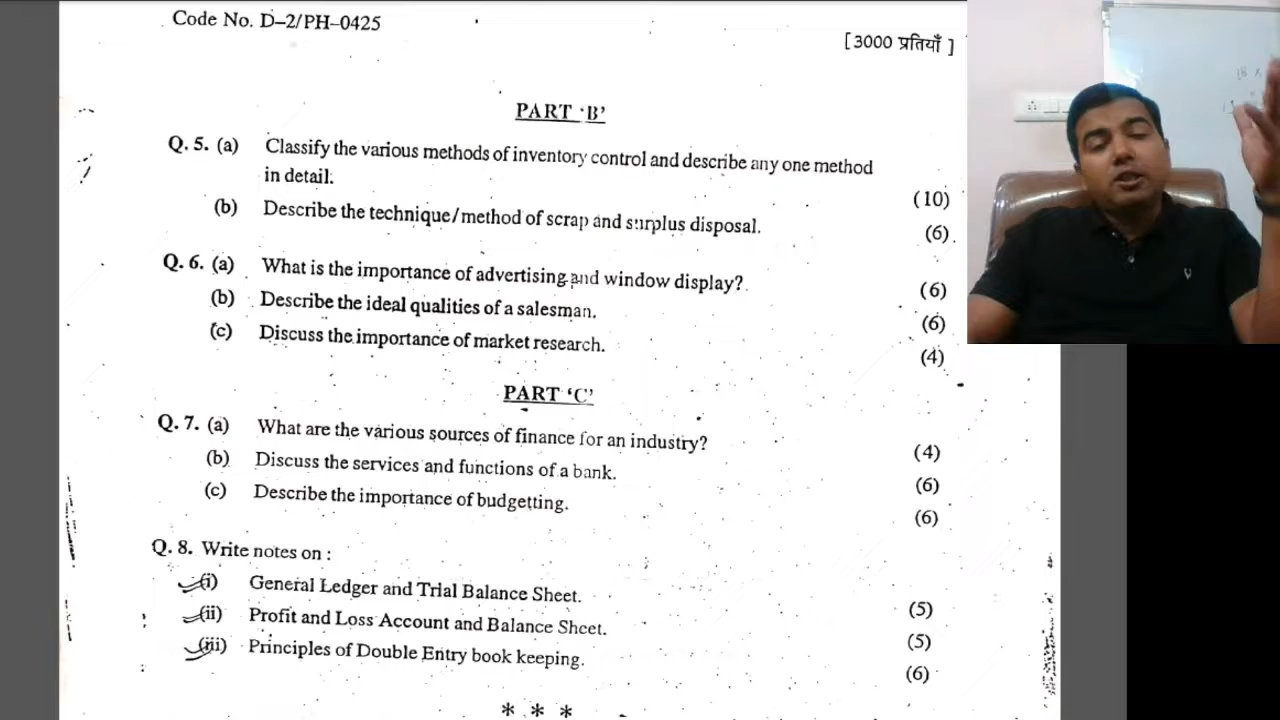 Code No. D–2/PH–0425
[ 3000 प्रतियाँ ]
PART 'B'
Q. 5. (a) Classify the various methods of inventory control and describe any one method
in detail. (10)
(b) Describe the technique/method of scrap and surplus disposal. (6)
Q. 6. (a) What is the importance of advertising and window display? (6)
(b) Describe the ideal qualities of a salesman. (6)
(c) Discuss the importance of market research. (4)
PART 'C'
Q. 7. (a) What are the various sources of finance for an industry? (4)
(b) Discuss the services and functions of a bank. (6)
(c) Describe the importance of budgetting. (6)
Q. 8. Write notes on :
(i) General Ledger and Trial Balance Sheet. (5)
(ii) Profit and Loss Account and Balance Sheet. (5)
(iii) Principles of Double Entry book keeping. (6)
* * *